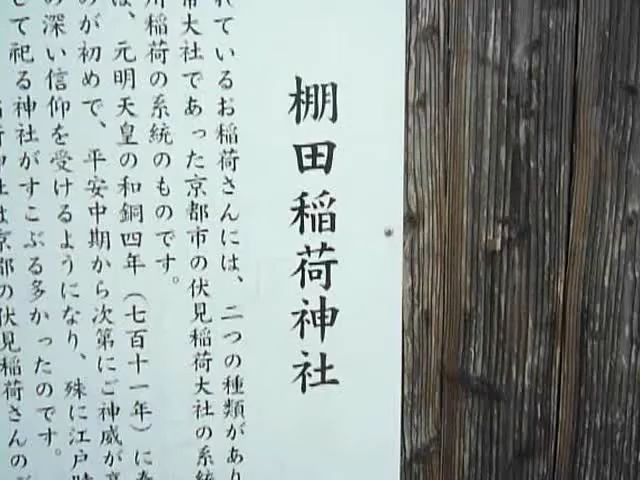 棚田稲荷神社
れているお稲荷さんには、二つの種類があり
大社であった京都市の伏見稲荷大社の系統
川稲荷の系統のものです。
は、元明天皇の和銅四年（七百十一年）に
のが初めで、平安中期から次第にご神威が
の深い信仰を受けるようになり、殊に江戸時
して祀る神社がすこぶる多かったのです。
は京都の伏見稲荷さんの